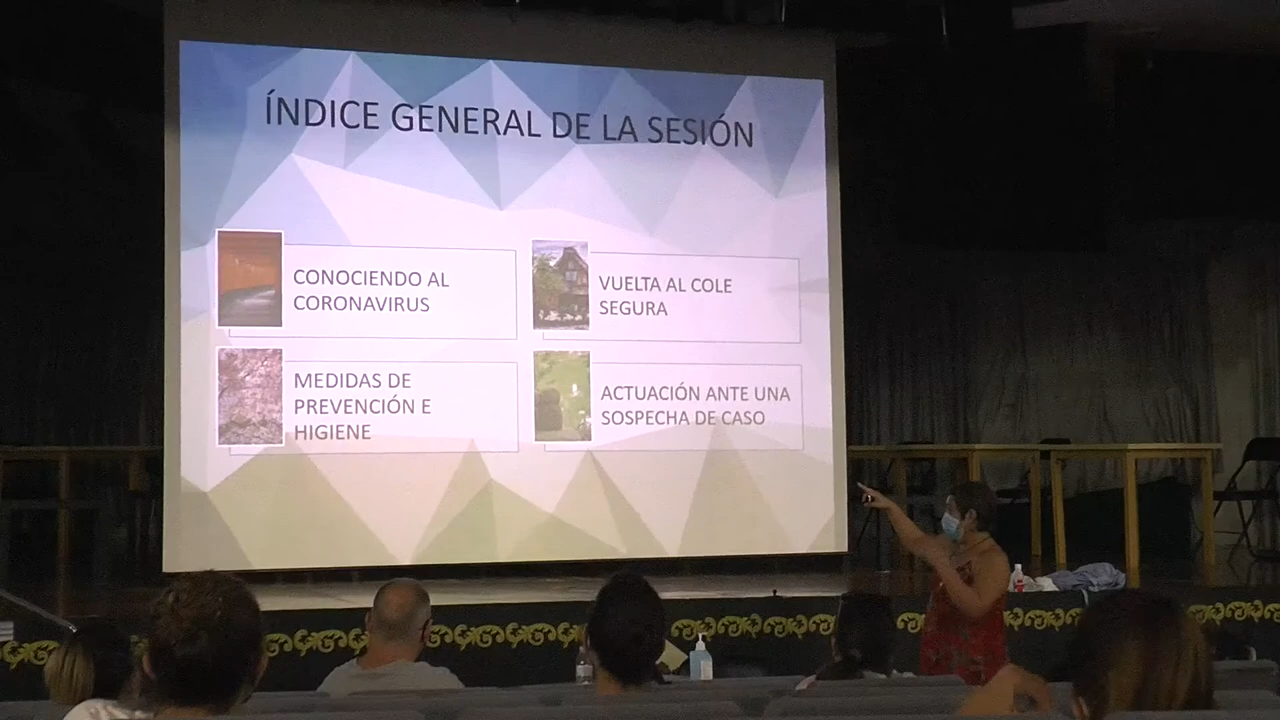 ÍNDICE GENERAL DE LA SESIÓN
CONOCIENDO AL
CORONAVIRUS
MEDIDAS DE
PREVENCIÓN E
HIGIENE
VUELTA AL COLE
SEGURA
ACTUACIÓN ANTE UNA
SOSPECHA DE CASO